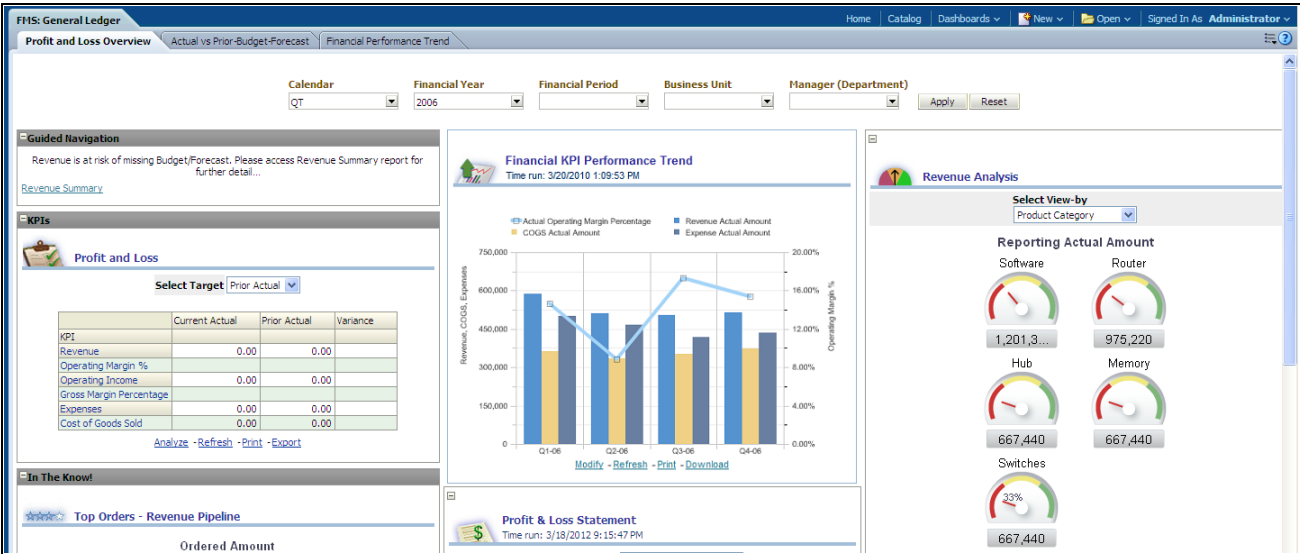 FMS: General Ledger
Home Catalog Dashboards New Open Signed In As Administrator
Profit and Loss Overview Actual vs Prior-Budget-Forecast Financial Performance Trend
Calendar Financial Year Financial Period Business Unit Manager (Department)
QT 2006 Apply Reset
Guided Navigation
Revenue is at risk of missing Budget/Forecast. Please access Revenue Summary report for
further detail...
Revenue Summary
KPIs
Profit and Loss
Select Target Prior Actual
Current Actual Prior Actual Variance
KPI
Revenue 0.00 0.00
Operating Margin %
Operating Income 0.00 0.00
Gross Margin Percentage
Expenses 0.00 0.00
Cost of Goods Sold 0.00 0.00
Analyze - Refresh - Print - Export
In The Know!
Top Orders - Revenue Pipeline
Ordered Amount
Financial KPI Performance Trend
Time run: 3/20/2010 1:09:53 PM
Actual Operating Margin Percentage Revenue Actual Amount
COGS Actual Amount Expense Actual Amount
Revenue, COGS, Expenses
750,000 20.00%
600,000 16.00%
450,000 12.00%
300,000 8.00%
150,000 4.00%
0 0.00%
Operating Margin %
Q1-06 Q2-06 Q3-06 Q4-06
Modify - Refresh - Print - Download
Profit & Loss Statement
Time run: 3/18/2012 9:15:47 PM
Revenue Analysis
Select View-by
Product Category
Reporting Actual Amount
Software Router
1,201,3... 975,220
Hub Memory
667,440 667,440
Switches
33%
667,440